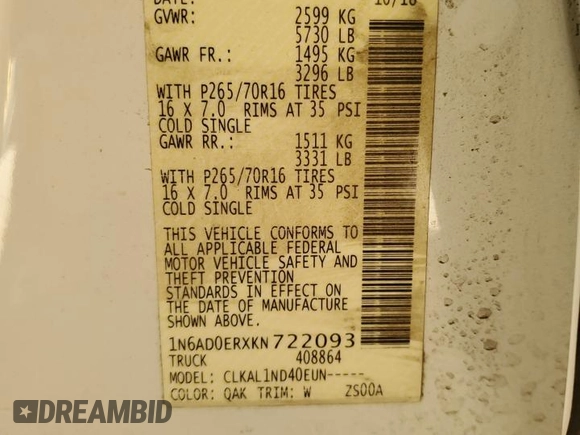 DATE: 10/18
GVWR: 2599 KG
5730 LB
GAWR FR.: 1495 KG
3296 LB
WITH P265/70R16 TIRES
16 X 7.0 RIMS AT 35 PSI
COLD SINGLE
GAWR RR.: 1511 KG
3331 LB
WITH P265/70R16 TIRES
16 X 7.0 RIMS AT 35 PSI
COLD SINGLE
THIS VEHICLE CONFORMS TO
ALL APPLICABLE FEDERAL
MOTOR VEHICLE SAFETY AND
THEFT PREVENTION
STANDARDS IN EFFECT ON
THE DATE OF MANUFACTURE
SHOWN ABOVE.
1N6AD0ERXKN722093
TRUCK 408864
MODEL: CLKAL1ND40EUN-----
COLOR: QAK TRIM: W ZS00A
DREAMBID